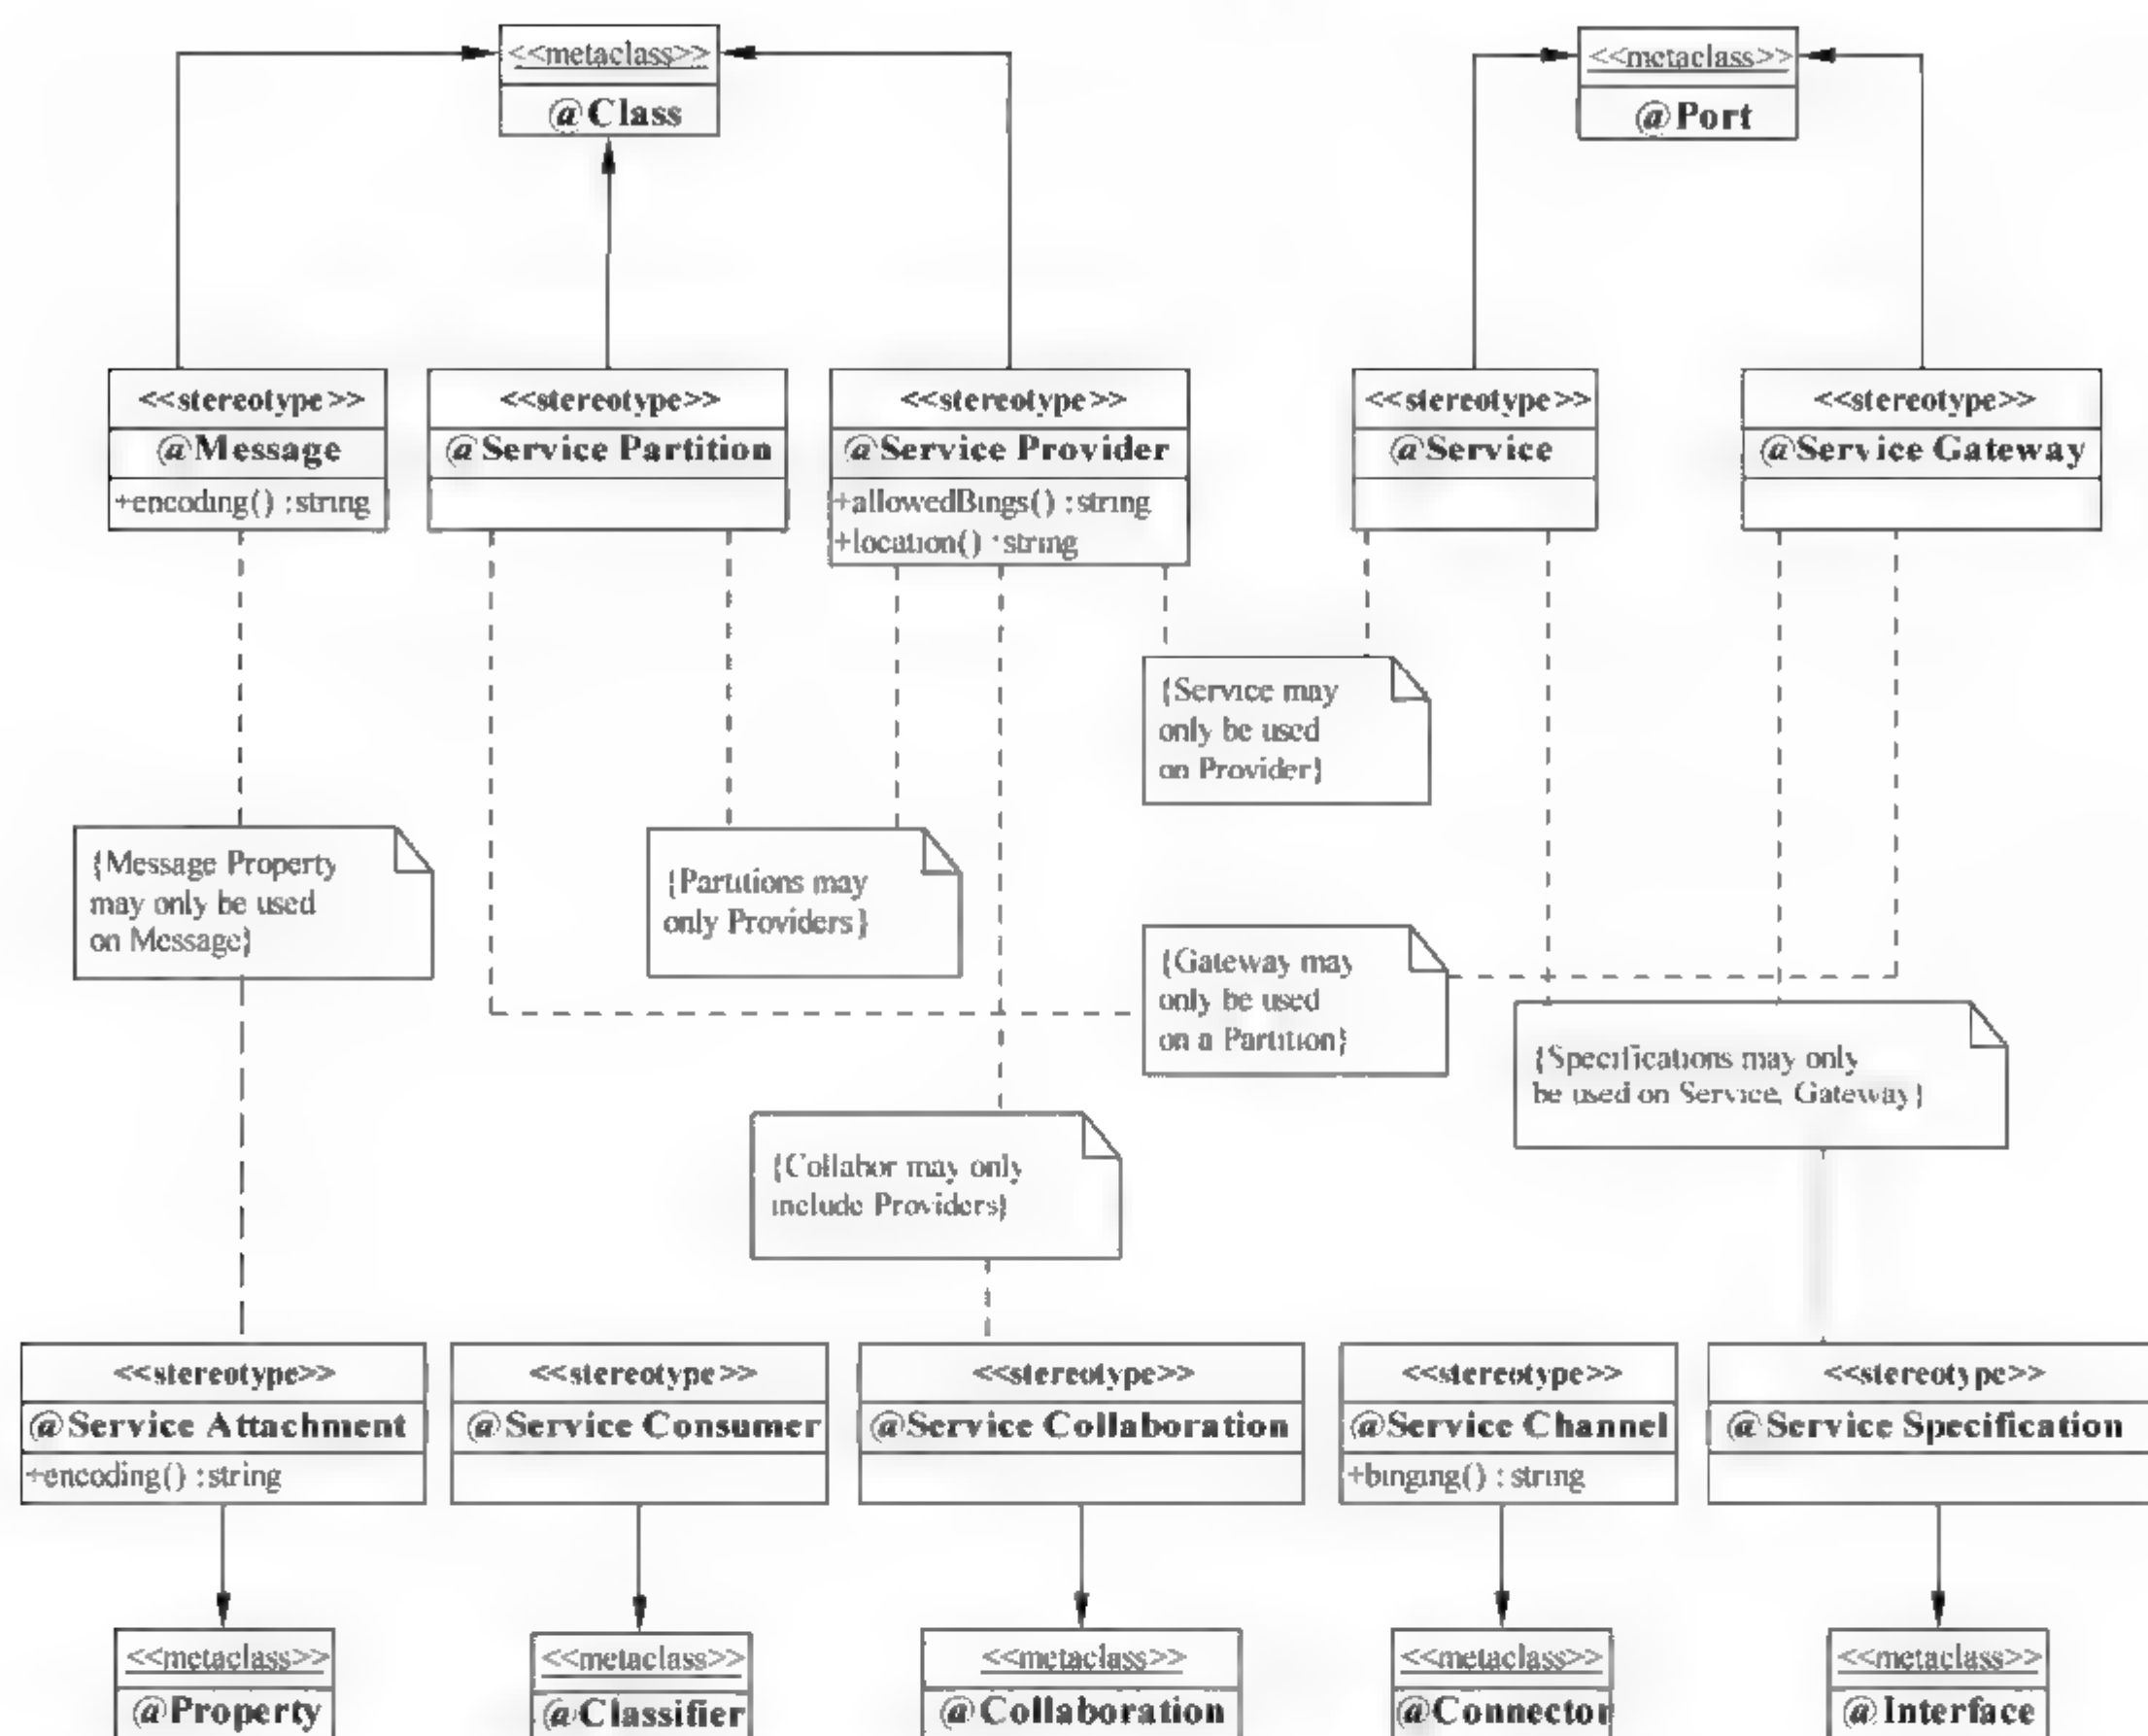 <<metaclass>>
@Class
<<metaclass>>
@Port
<<stereotype>>
@Message
+encoding() :string
<<stereotype>>
@Service Partition
<<stereotype>>
@Service Provider
+allowedBings() :string
+location() :string
<<stereotype>>
@Service
<<stereotype>>
@Service Gateway
{Service may
only be used
on Provider}
{Message Property
may only be used
on Message}
{Partitions may
only Providers}
{Gateway may
only be used
on a Partition}
{Specifications may only
be used on Service, Gateway}
{Collabor may only
include Providers}
<<stereotype>>
@Service Attachment
+encoding() :string
<<stereotype>>
@Service Consumer
<<stereotype>>
@Service Collaboration
<<stereotype>>
@Service Channel
+binging() : string
<<stereotype>>
@Service Specification
<<metaclass>>
@Property
<<metaclass>>
@Classifier
<<metaclass>>
@Collaboration
<<metaclass>>
@Connector
<<metaclass>>
@Interface